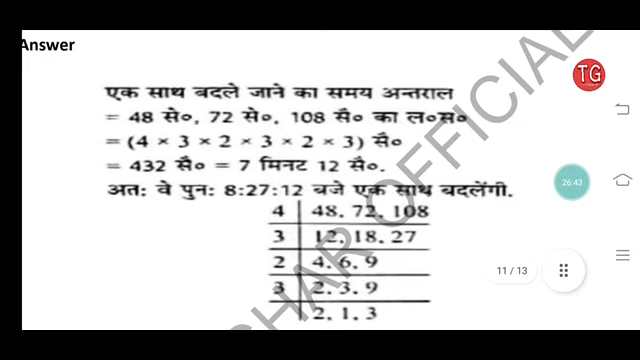 Answer
TG
एक साथ बदले जाने का समय अन्तराल
= 48 से०, 72 से०, 108 सै० का ल०स०
= (4 × 3 × 2 × 3 × 2 × 3) सै०
= 432 सै० = 7 मिनट 12 सै०.
अतः वे पुनः 8:27:12 बजे एक साथ बदलेंगी.
4 48, 72, 108
3 12, 18, 27
2 4, 6, 9
3 2, 3, 9
2, 1, 3
26:43
11 / 13
HAR OFFICIAL